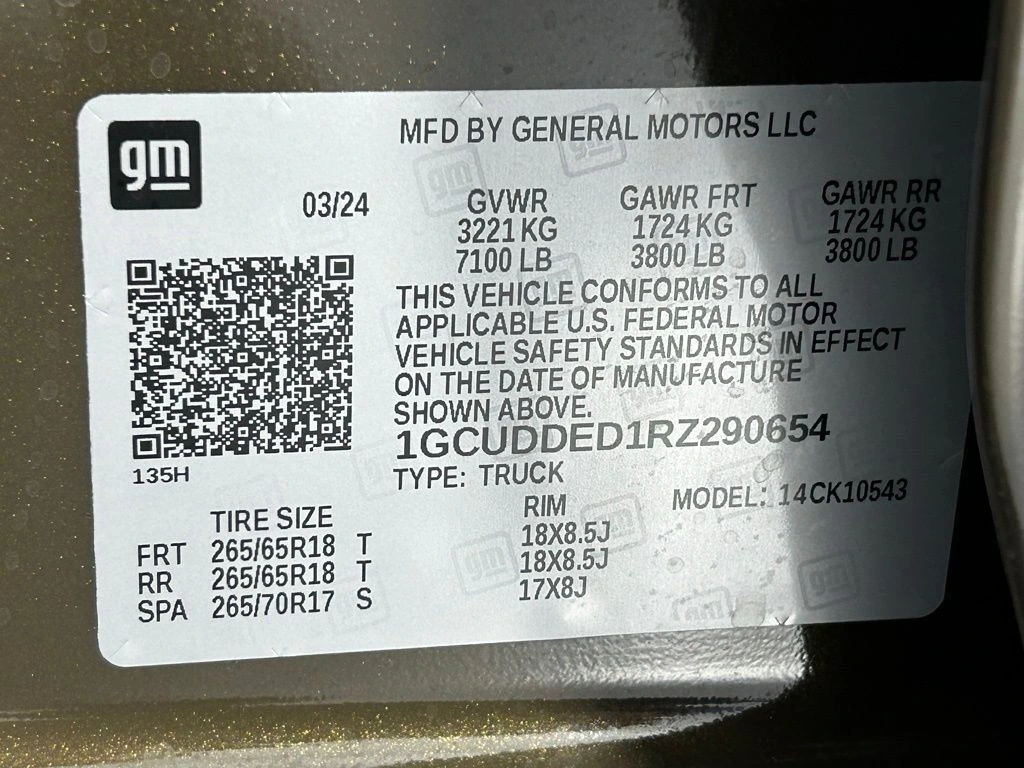 gm
MFD BY GENERAL MOTORS LLC
03/24
GVWR GAWR FRT GAWR RR
3221 KG 1724 KG 1724 KG
7100 LB 3800 LB 3800 LB
THIS VEHICLE CONFORMS TO ALL
APPLICABLE U.S. FEDERAL MOTOR
VEHICLE SAFETY STANDARDS IN EFFECT
ON THE DATE OF MANUFACTURE
SHOWN ABOVE.
1GCUDDED1RZ290654
135H
TYPE: TRUCK
MODEL: 14CK10543
TIRE SIZE RIM
FRT 265/65R18 T 18X8.5J
RR 265/65R18 T 18X8.5J
SPA 265/70R17 S 17X8J